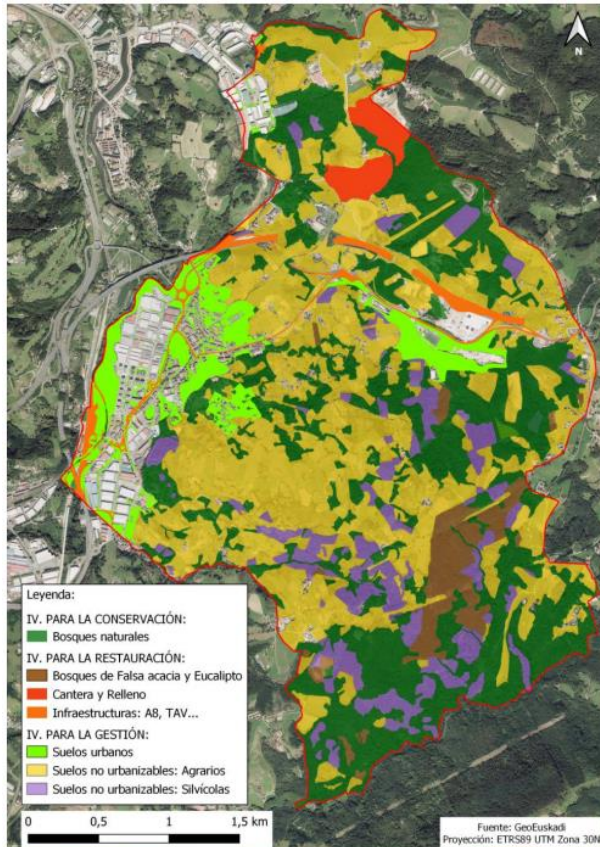 N
Leyenda:
IV. PARA LA CONSERVACIÓN:
Bosques naturales
IV. PARA LA RESTAURACIÓN:
Bosques de Falsa acacia y Eucalipto
Cantera y Relleno
Infraestructuras: A8, TAV...
IV. PARA LA GESTIÓN:
Suelos urbanos
Suelos no urbanizables: Agrarios
Suelos no urbanizables: Silvícolas
0 0,5 1 1,5 km
Fuente: GeoEuskadi
Proyección: ETRS89 UTM Zona 30N